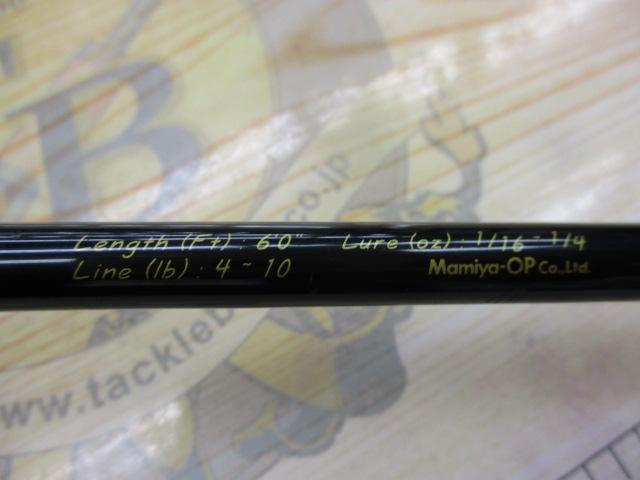 TB
Length (Ft) : 6'0" Lure (oz) : 1/16 - 1/4
Line (lb) : 4 ~ 10 Mamiya-OP Co.,Ltd.
www.tackleb
.co.jp